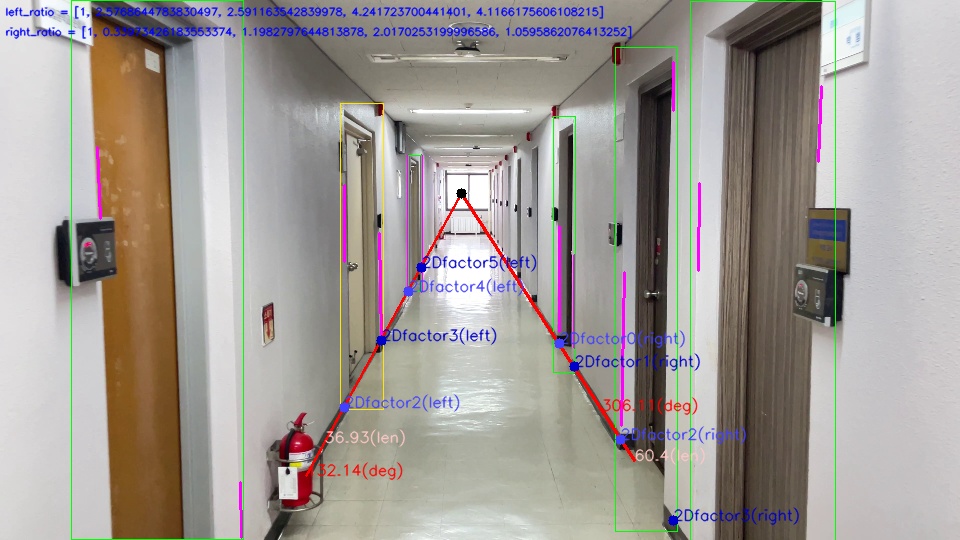 left_ratio = [1, 2.5768644783830497, 2.591163542839978, 4.241723700441401, 4.1166175606108215]
right_ratio = [1, 0.33973426183553374, 1.1982797644813878, 2.0170253199996586, 1.0595862076413252]
2Dfactor5(left)
2Dfactor4(left)
2Dfactor3(left)
2Dfactor0(right)
2Dfactor1(right)
2Dfactor2(left)
306.11(deg)
36.93(len)
2Dfactor2(right)
60.4(len)
32.14(deg)
2Dfactor3(right)